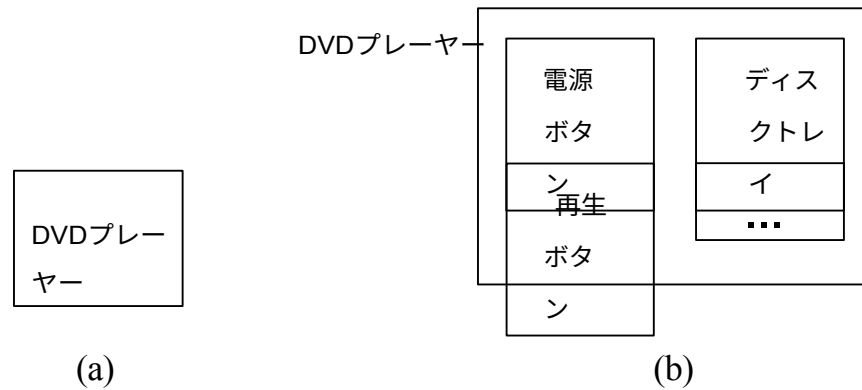 DVDプレーヤー
電源
ボタ
ン
再生
ボタ
ン
ディス
クトレ
イ
...
DVDプレー
ヤー
(a)
(b)